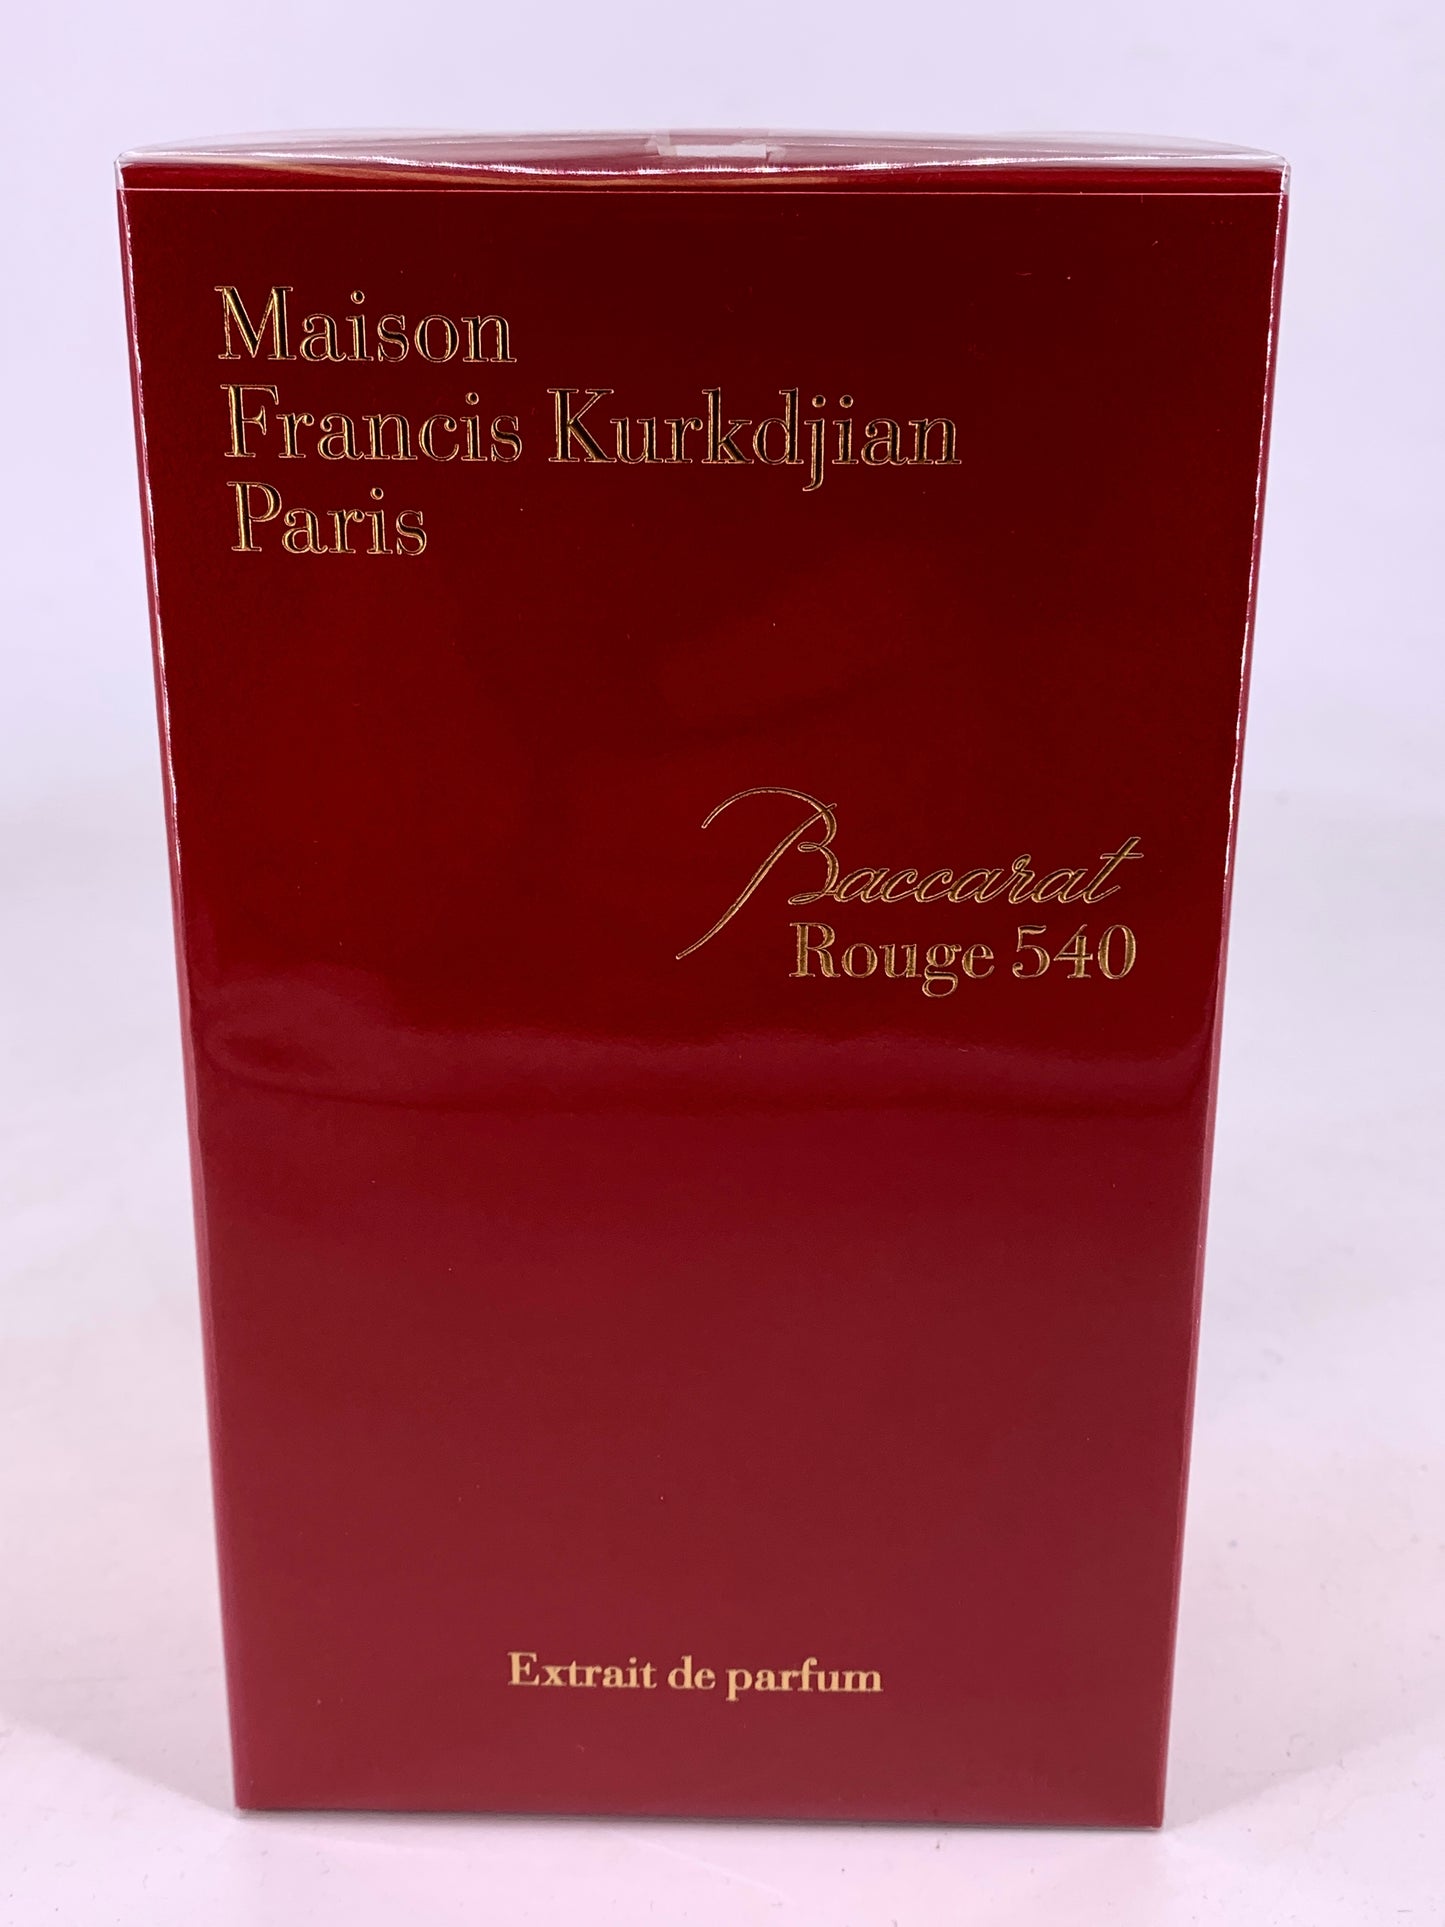 Maison
Francis Kurkdjian
Paris
Baccarat
Rouge 540
Extrait de parfum